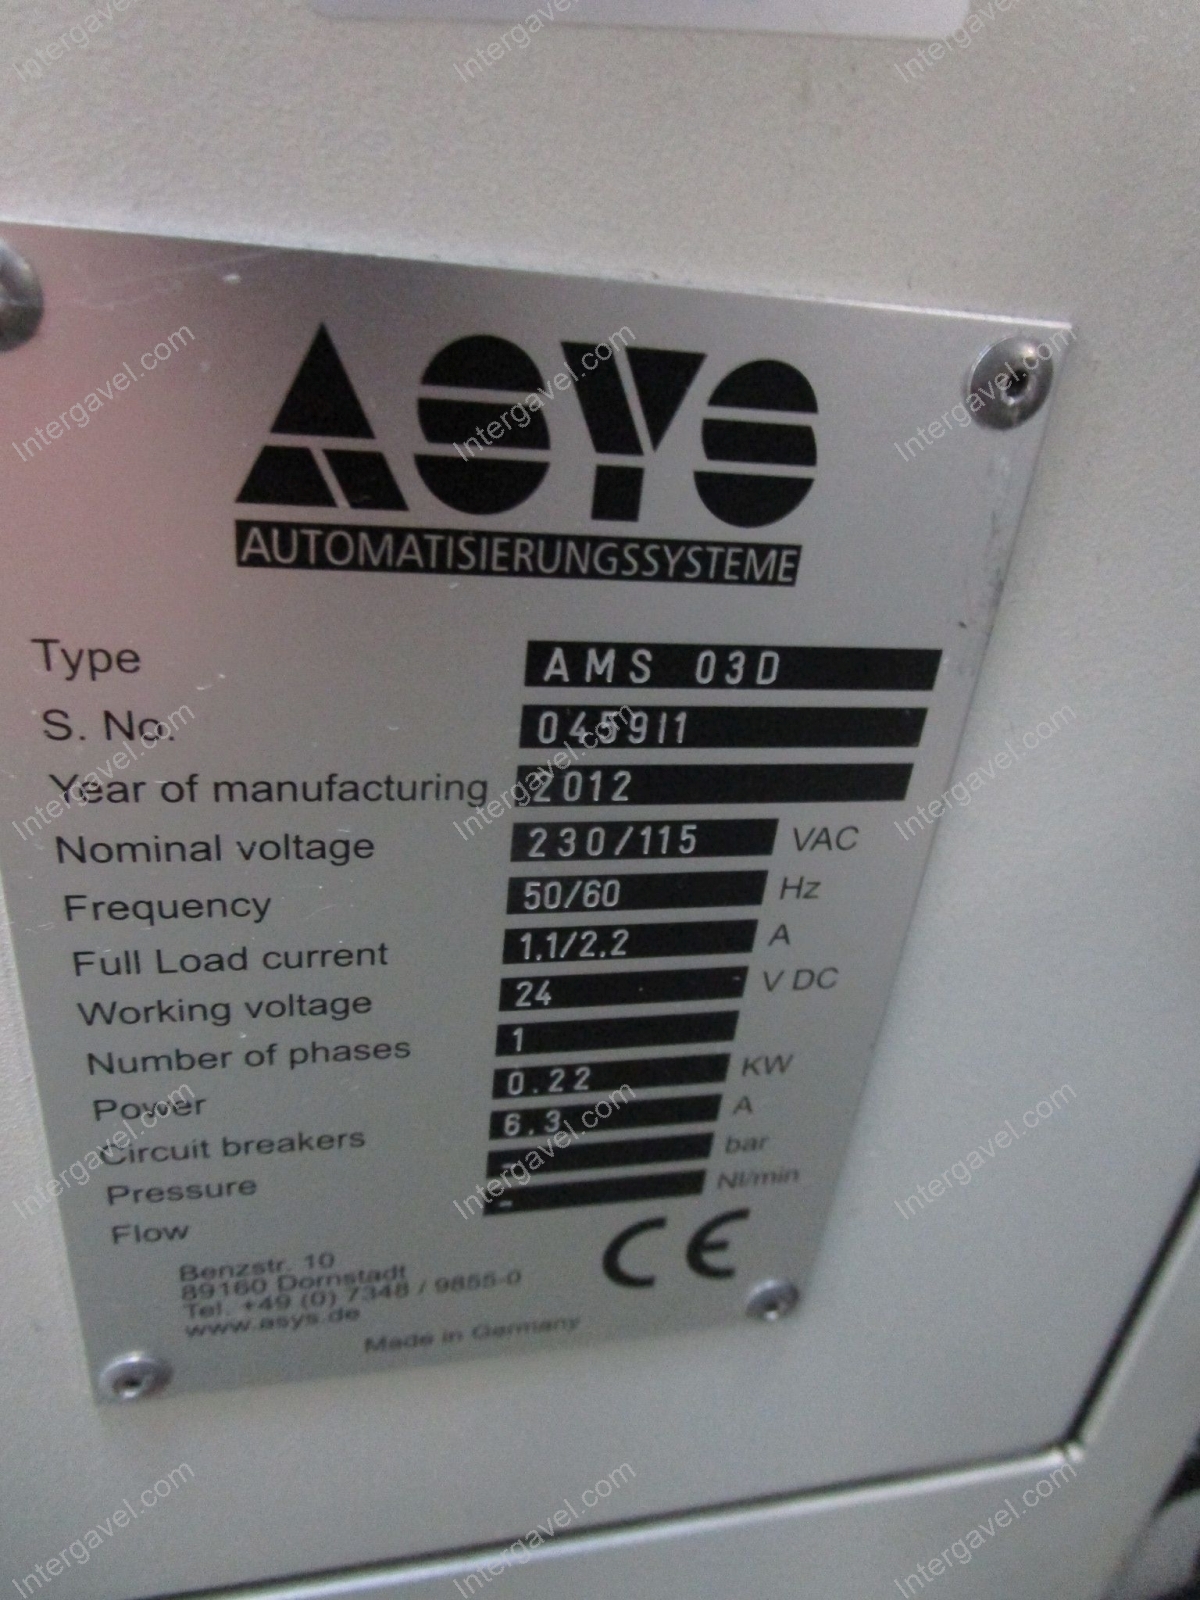 ASYS
AUTOMATISIERUNGSSYSTEME
Type AMS 03D
S. No. 0459I1
Year of manufacturing 2012
Nominal voltage 230/115 VAC
Frequency 50/60 Hz
Full Load current 1.1/2.2 A
Working voltage 24 V DC
Number of phases 1
Power 0.22 KW
Circuit breakers 6.3 A
Pressure - bar
Flow - Nl/min
Benzstr. 10
89160 Dornstadt
Tel. +49 (0) 7348 / 9855-0
www.asys.de
Made in Germany
CE
Intergavel.com